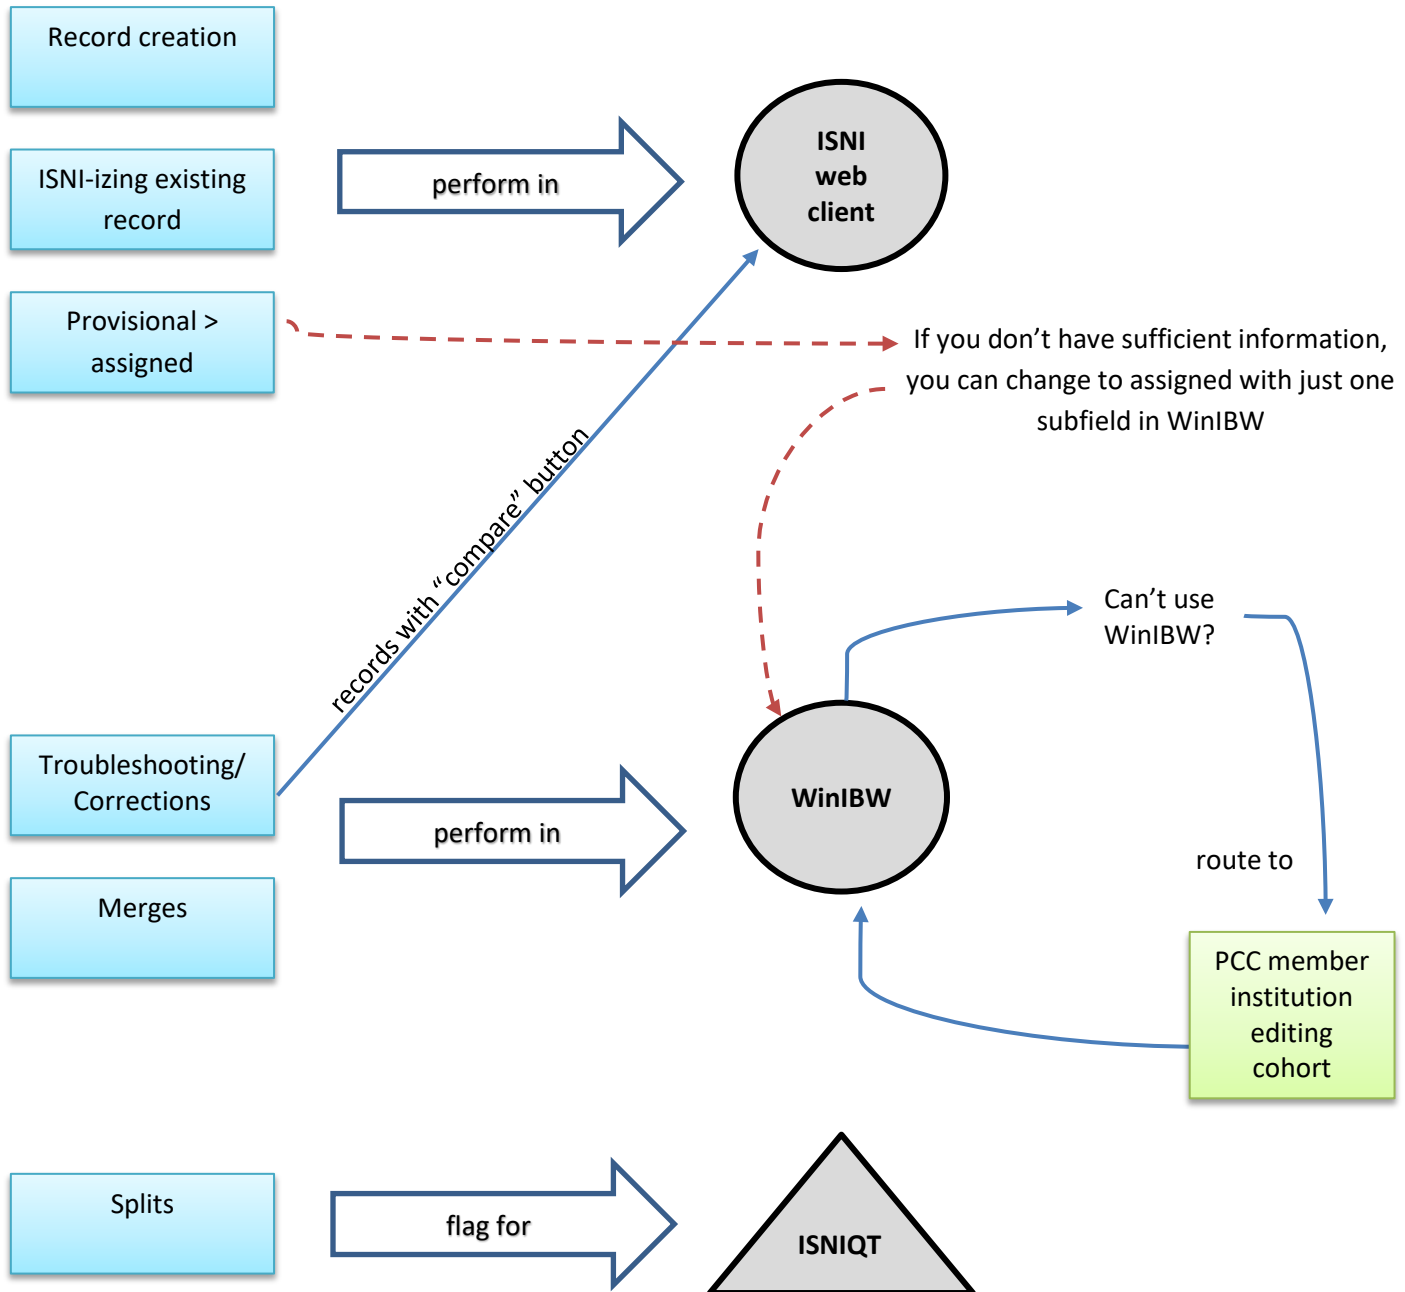 Record creation
ISNI-izing existing
record
perform in
ISNI
web
client
Provisional >
assigned
If you don’t have sufficient information,
you can change to assigned with just one
subfield in WinIBW
records with “compare” button
Can’t use
WinIBW?
Troubleshooting/
Corrections
perform in
WinIBW
route to
Merges
PCC member
institution
editing
cohort
Splits
flag for
ISNIQT